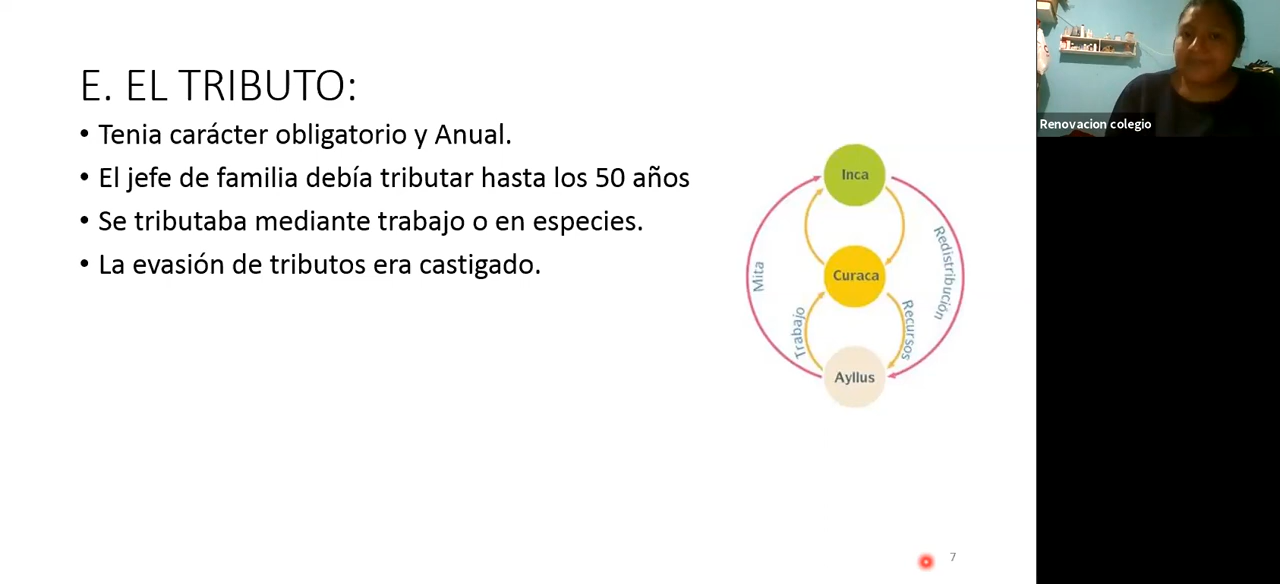 E. EL TRIBUTO:
• Tenia carácter obligatorio y Anual.
• El jefe de familia debía tributar hasta los 50 años
• Se tributaba mediante trabajo o en especies.
• La evasión de tributos era castigado.
Inca
Redistribución
Mita
Curaca
Trabajo
Recursos
Ayllus
7
Renovacion colegio